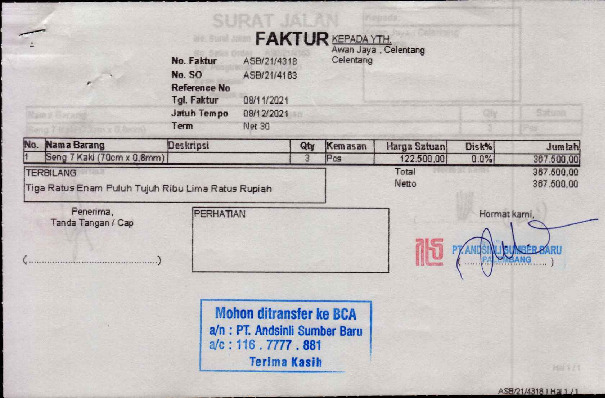 FAKTUR
KEPADA YTH.
Awan Jaya , Celentang
Celentang
No. Faktur ASB/21/4318
No. SO ASB/21/4163
Reference No
Tgl. Faktur 08/11/2021
Jatuh Tempo 08/12/2021
Term Net 30
No. Nama Barang Deskripsi Qty Kemasan Harga Satuan Disk% Jumlah
1 Seng 7 Kaki (70cm x 0,8mm) 3 Pcs 122.500,00 0.0% 367.500,00
TERBILANG
Tiga Ratus Enam Puluh Tujuh Ribu Lima Ratus Rupiah
Total 367.500,00
Netto 367.500,00
Penerima,
Tanda Tangan / Cap
(..............................)
PERHATIAN
Hormat kami,
PT. ANDSINLI SUMBER BARU
PALEMBANG
Mohon ditransfer ke BCA
a/n : PT. Andsinli Sumber Baru
a/c : 116 . 7777 . 881
Terima Kasih
ASB/21/4318 | Hal 1 / 1
SURAT JALAN